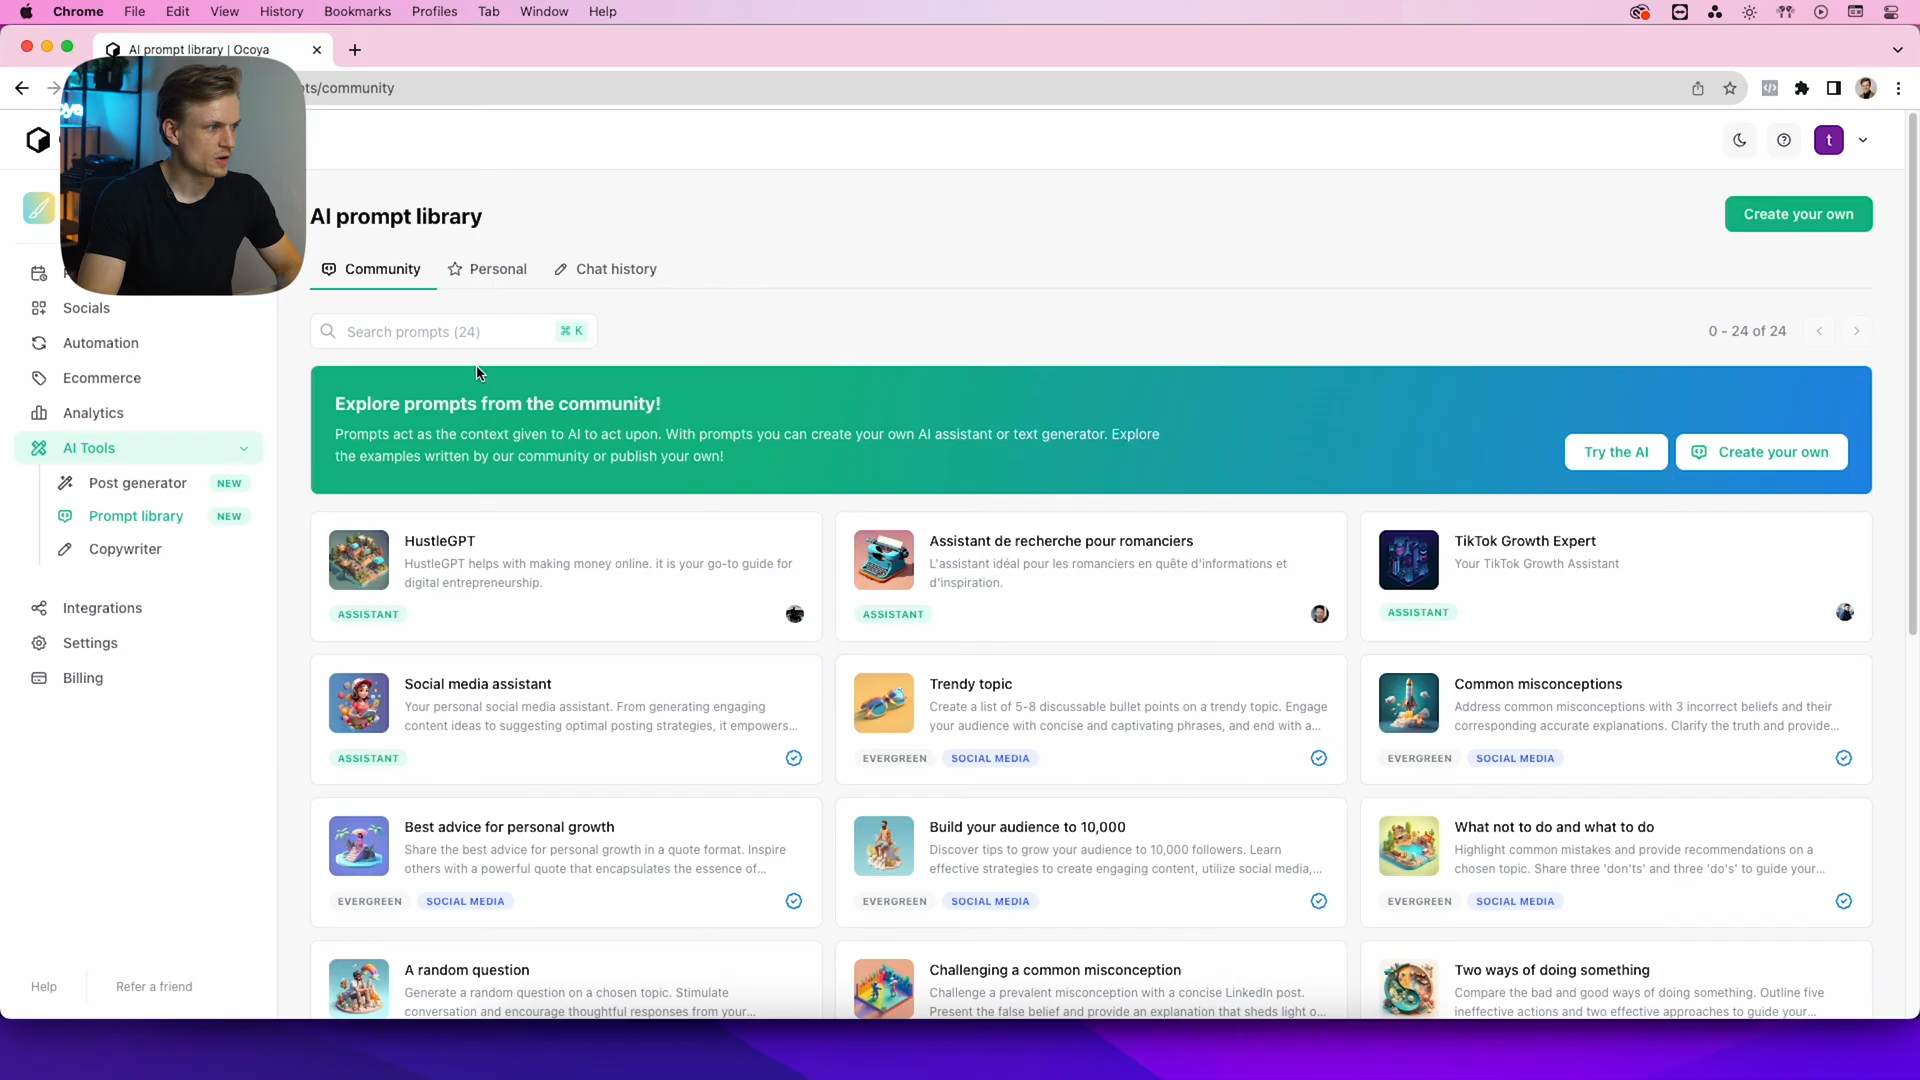 Chrome File Edit View History Bookmarks Profiles Tab Window Help
AI prompt library | Ocoya
ts/community
oya
t
AI prompt library
Create your own
Community Personal Chat history
Search prompts (24) ⌘ K
0 - 24 of 24
Socials
Automation
Ecommerce
Analytics
AI Tools
Post generator NEW
Prompt library NEW
Copywriter
Integrations
Settings
Billing
Help Refer a friend
Explore prompts from the community!
Prompts act as the context given to AI to act upon. With prompts you can create your own AI assistant or text generator. Explore
the examples written by our community or publish your own!
Try the AI
Create your own
HustleGPT
HustleGPT helps with making money online. it is your go-to guide for
digital entrepreneurship.
ASSISTANT
Assistant de recherche pour romanciers
L'assistant idéal pour les romanciers en quête d'informations et
d'inspiration.
ASSISTANT
TikTok Growth Expert
Your TikTok Growth Assistant
ASSISTANT
Social media assistant
Your personal social media assistant. From generating engaging
content ideas to suggesting optimal posting strategies, it empowers...
ASSISTANT
Trendy topic
Create a list of 5-8 discussable bullet points on a trendy topic. Engage
your audience with concise and captivating phrases, and end with a...
EVERGREEN SOCIAL MEDIA
Common misconceptions
Address common misconceptions with 3 incorrect beliefs and their
corresponding accurate explanations. Clarify the truth and provide...
EVERGREEN SOCIAL MEDIA
Best advice for personal growth
Share the best advice for personal growth in a quote format. Inspire
others with a powerful quote that encapsulates the essence of...
EVERGREEN SOCIAL MEDIA
Build your audience to 10,000
Discover tips to grow your audience to 10,000 followers. Learn
effective strategies to create engaging content, utilize social media,...
EVERGREEN SOCIAL MEDIA
What not to do and what to do
Highlight common mistakes and provide recommendations on a
chosen topic. Share three 'don'ts' and three 'do's' to guide your...
EVERGREEN SOCIAL MEDIA
A random question
Generate a random question on a chosen topic. Stimulate
conversation and encourage thoughtful responses from your...
Challenging a common misconception
Challenge a prevalent misconception with a concise LinkedIn post.
Present the false belief and provide an explanation that sheds light o...
Two ways of doing something
Compare the bad and good ways of doing something. Outline five
ineffective actions and two effective approaches to guide your...